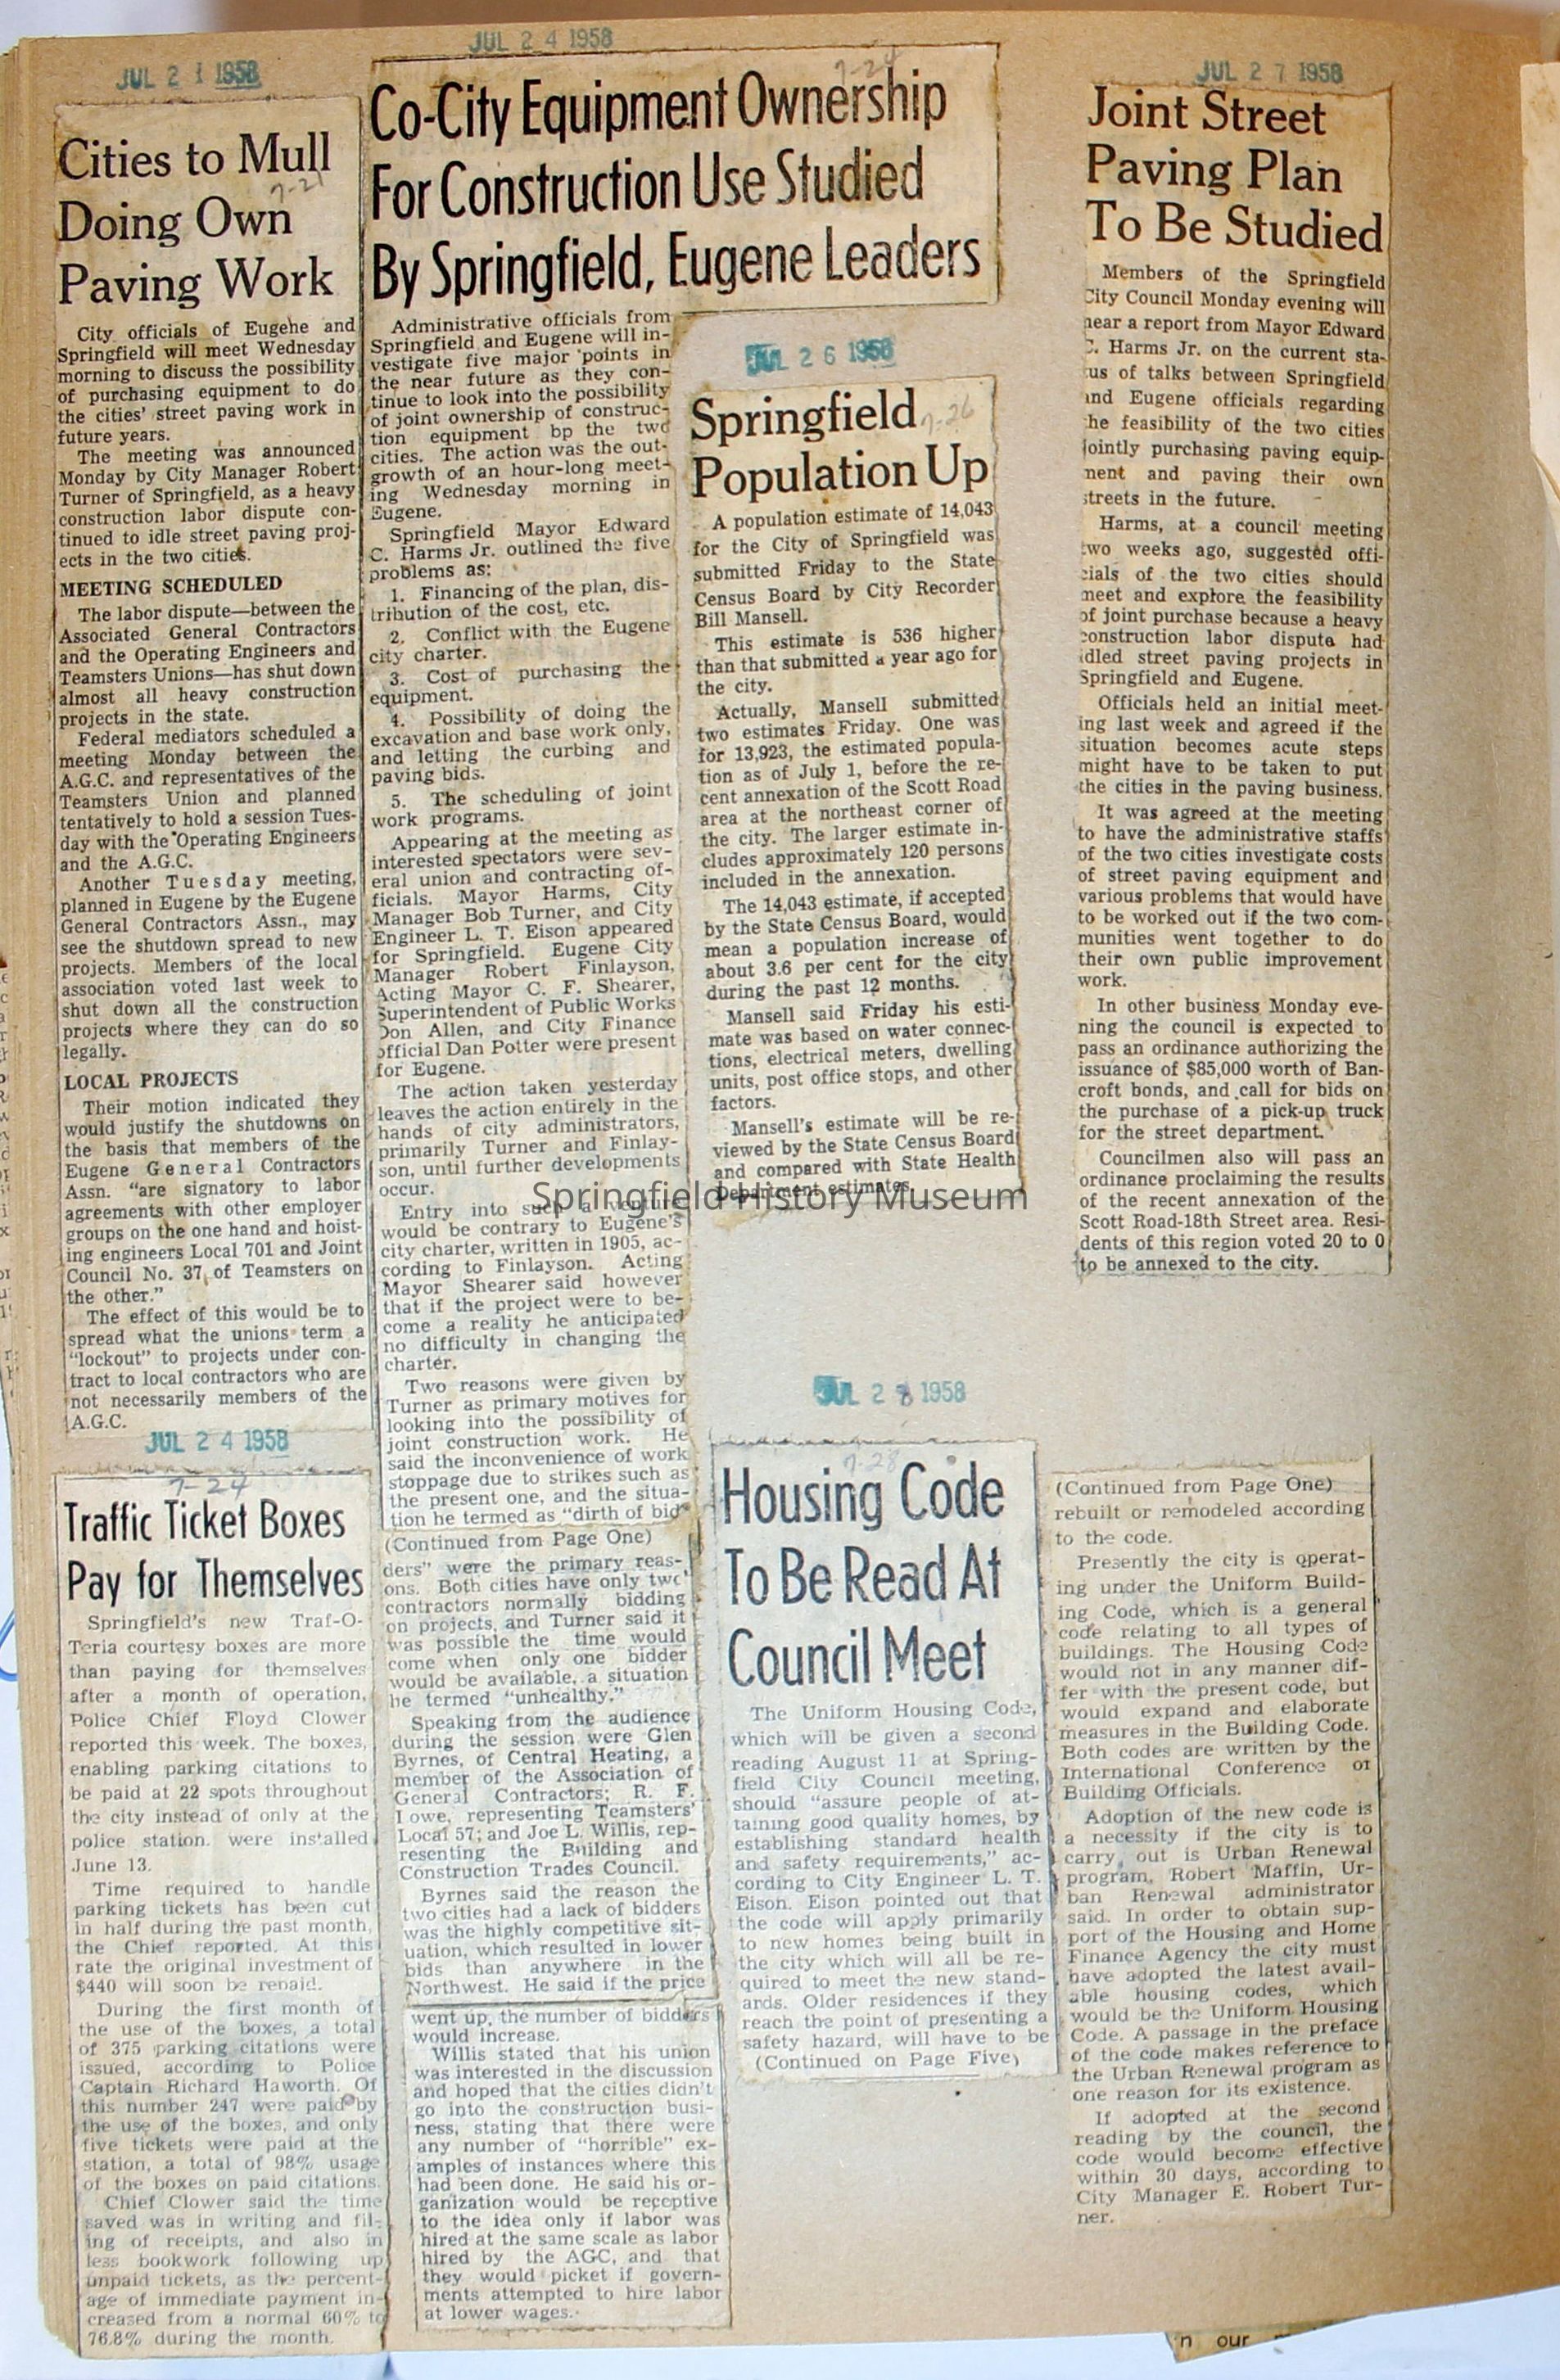 JUL 21 1958
Cities to Mull
7-21
Doing Own
Paving Work
City officials of Eugene and
Springfield will meet Wednesday
morning to discuss the possibility
of purchasing equipment to do
the cities' street paving work in
future years.
The meeting was announced
Monday by City Manager Robert
Turner of Springfield, as a heavy
construction labor dispute con-
tinued to idle street paving proj-
ects in the two cities.
MEETING SCHEDULED
The labor dispute—between the
Associated General Contractors
and the Operating Engineers and
Teamsters Unions—has shut down
almost all heavy construction
projects in the state.
Federal mediators scheduled a
meeting Monday between the
A.G.C. and representatives of the
Teamsters Union and planned
tentatively to hold a session Tues-
day with the Operating Engineers
and the A.G.C.
Another Tuesday meeting,
planned in Eugene by the Eugene
General Contractors Assn., may
see the shutdown spread to new
projects. Members of the local
association voted last week to
shut down all the construction
projects where they can do so
legally.
LOCAL PROJECTS
Their motion indicated they
would justify the shutdowns on
the basis that members of the
Eugene General Contractors
Assn. "are signatory to labor
agreements with other employer
groups on the one hand and hoist-
ing engineers Local 701 and Joint
Council No. 37 of Teamsters on
the other."
The effect of this would be to
spread what the unions term a
"lockout" to projects under con-
tract to local contractors who are
not necessarily members of the
A.G.C.
JUL 24 1958
7-24
Traffic Ticket Boxes
Pay for Themselves
Springfield's new Traf-O-
Teria courtesy boxes are more
than paying for themselves
after a month of operation,
Police Chief Floyd Clower
reported this week. The boxes,
enabling parking citations to
be paid at 22 spots throughout
the city instead of only at the
police station. were installed
June 13.
Time required to handle
parking tickets has been cut
in half during the past month,
the Chief reported. At this
rate the original investment of
$440 will soon be repaid.
During the first month of
the use of the boxes, a total
of 375 parking citations were
issued, according to Police
Captain Richard Haworth. Of
this number 247 were paid by
the use of the boxes, and only
five tickets were paid at the
station, a total of 98% usage
of the boxes on paid citations.
Chief Clower said the time
saved was in writing and fil-
ing of receipts, and also in
less bookwork following up
unpaid tickets, as the percent-
age of immediate payment in-
creased from a normal 60% to
76.8% during the month.
JUL 24 1958
7-24
Co-City Equipment Ownership
For Construction Use Studied
By Springfield, Eugene Leaders
Administrative officials from
Springfield and Eugene will in-
vestigate five major points in
the near future as they con-
tinue to look into the possibility
of joint ownership of construc-
tion equipment bp the two
cities. The action was the out-
growth of an hour-long meet-
ing Wednesday morning in
Eugene.
Springfield Mayor Edward
C. Harms Jr. outlined the five
problems as:
1. Financing of the plan, dis-
tribution of the cost, etc.
2. Conflict with the Eugene
city charter.
3. Cost of purchasing the
equipment.
4. Possibility of doing the
excavation and base work only,
and letting the curbing and
paving bids.
5. The scheduling of joint
work programs.
Appearing at the meeting as
interested spectators were sev-
eral union and contracting of-
ficials. Mayor Harms, City
Manager Bob Turner, and City
Engineer L. T. Eison appeared
for Springfield. Eugene City
Manager Robert Finlayson,
Acting Mayor C. F. Shearer,
Superintendent of Public Works
Don Allen, and City Finance
official Dan Potter were present
for Eugene.
The action taken yesterday
leaves the action entirely in the
hands of city administrators,
primarily Turner and Finlay-
son, until further developments
occur.
Entry into such a
would be contrary to Eugene's
city charter, written in 1905, ac-
cording to Finlayson. Acting
Mayor Shearer said however
that if the project were to be-
come a reality he anticipated
no difficulty in changing the
charter.
Two reasons were given by
Turner as primary motives for
looking into the possibility of
joint construction work. He
said the inconvenience of work
stoppage due to strikes such as
the present one, and the situa-
tion he termed as "dirth of bid-
(Continued from Page One)
ders" were the primary reas-
ons. Both cities have only two
contractors normally bidding
on projects, and Turner said it
was possible the time would
come when only one bidder
would be available, a situation
he termed "unhealthy."
Speaking from the audience
during the session were Glen
Byrnes, of Central Heating, a
member of the Association of
General Contractors; R. F.
Lowe, representing Teamsters'
Local 57; and Joe L. Willis, rep-
resenting the Building and
Construction Trades Council.
Byrnes said the reason the
two cities had a lack of bidders
was the highly competitive sit-
uation, which resulted in lower
bids than anywhere in the
Northwest. He said if the price
went up, the number of bidders
would increase.
Willis stated that his union
was interested in the discussion
and hoped that the cities didn't
go into the construction busi-
ness, stating that there were
any number of "horrible" ex-
amples of instances where this
had been done. He said his or-
ganization would be receptive
to the idea only if labor was
hired at the same scale as labor
hired by the AGC, and that
they would picket if govern-
ments attempted to hire labor
at lower wages.
JUL 26 1958
Springfield
7-26
Population Up
A population estimate of 14,043
for the City of Springfield was
submitted Friday to the State
Census Board by City Recorder
Bill Mansell.
This estimate is 536 higher
than that submitted a year ago for
the city.
Actually, Mansell submitted
two estimates Friday. One was
for 13,923, the estimated popula-
tion as of July 1, before the re-
cent annexation of the Scott Road
area at the northeast corner of
the city. The larger estimate in-
cludes approximately 120 persons
included in the annexation.
The 14,043 estimate, if accepted
by the State Census Board, would
mean a population increase of
about 3.6 per cent for the city
during the past 12 months.
Mansell said Friday his esti-
mate was based on water connec-
tions, electrical meters, dwelling
units, post office stops, and other
factors.
Mansell's estimate will be re-
viewed by the State Census Board
and compared with State Health
Department estimates.
Springfield History Museum
JUL 28 1958
7-28
Housing Code
To Be Read At
Council Meet
The Uniform Housing Code,
which will be given a second
reading August 11 at Spring-
field City Council meeting,
should "assure people of at-
taining good quality homes, by
establishing standard health
and safety requirements," ac-
cording to City Engineer L. T.
Eison. Eison pointed out that
the code will apply primarily
to new homes being built in
the city which will all be re-
quired to meet the new stand-
ards. Older residences if they
reach the point of presenting a
safety hazard, will have to be
(Continued on Page Five)
(Continued from Page One)
rebuilt or remodeled according
to the code.
Presently the city is operat-
ing under the Uniform Build-
ing Code, which is a general
code relating to all types of
buildings. The Housing Code
would not in any manner dif-
fer with the present code, but
would expand and elaborate
measures in the Building Code.
Both codes are written by the
International Conference of
Building Officials.
Adoption of the new code is
a necessity if the city is to
carry out is Urban Renewal
program, Robert Maffin, Ur-
ban Renewal administrator
said. In order to obtain sup-
port of the Housing and Home
Finance Agency the city must
have adopted the latest avail-
able housing codes, which
would be the Uniform Housing
Code. A passage in the preface
of the code makes reference to
the Urban Renewal program as
one reason for its existence.
If adopted at the second
reading by the council, the
code would become effective
within 30 days, according to
City Manager E. Robert Tur-
ner.
JUL 27 1958
Joint Street
Paving Plan
To Be Studied
Members of the Springfield
City Council Monday evening will
hear a report from Mayor Edward
C. Harms Jr. on the current sta-
tus of talks between Springfield
and Eugene officials regarding
the feasibility of the two cities
jointly purchasing paving equip-
ment and paving their own
streets in the future.
Harms, at a council meeting
two weeks ago, suggested offi-
cials of the two cities should
meet and explore the feasibility
of joint purchase because a heavy
construction labor dispute had
idled street paving projects in
Springfield and Eugene.
Officials held an initial meet-
ing last week and agreed if the
situation becomes acute steps
might have to be taken to put
the cities in the paving business.
It was agreed at the meeting
to have the administrative staffs
of the two cities investigate costs
of street paving equipment and
various problems that would have
to be worked out if the two com-
munities went together to do
their own public improvement
work.
In other business Monday eve-
ning the council is expected to
pass an ordinance authorizing the
issuance of $85,000 worth of Ban-
croft bonds, and call for bids on
the purchase of a pick-up truck
for the street department.
Councilmen also will pass an
ordinance proclaiming the results
of the recent annexation of the
Scott Road-18th Street area. Resi-
dents of this region voted 20 to 0
to be annexed to the city.
n our